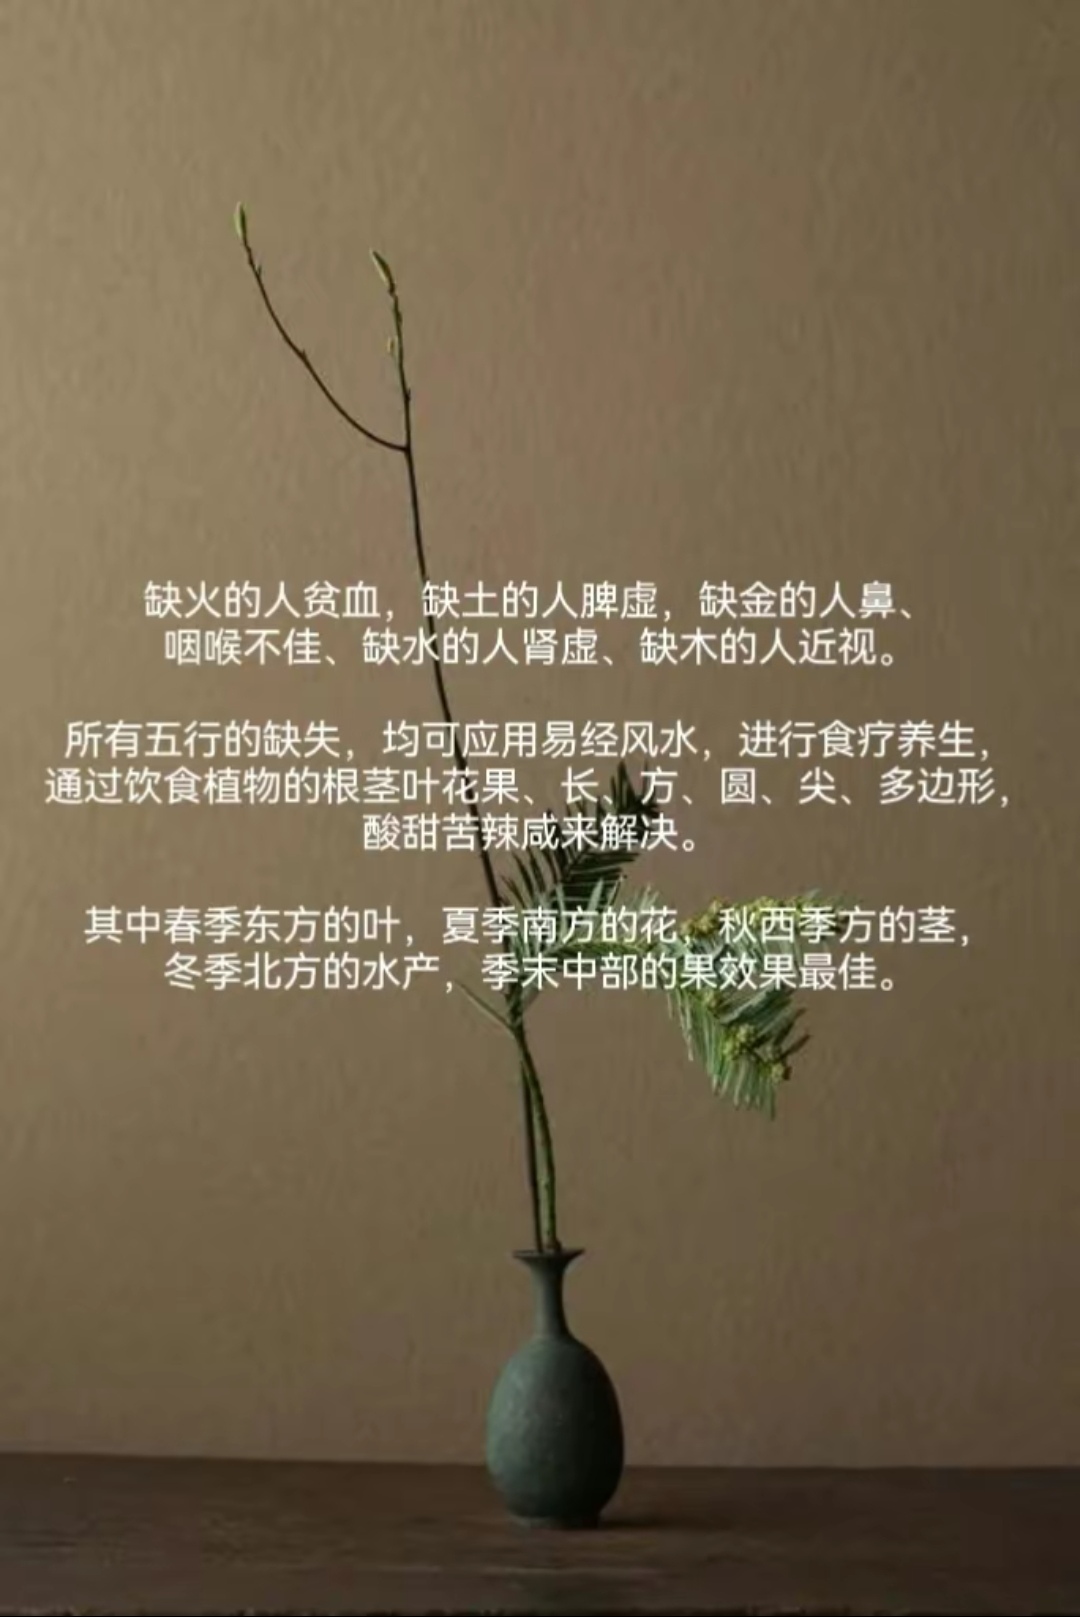 缺火的人贫血，缺土的人脾虚，缺金的人鼻、
咽喉不佳、缺水的人肾虚、缺木的人近视。
所有五行的缺失，均可应用易经风水，进行食疗养生，
通过饮食植物的根茎叶花果、长、方、圆、尖、多边形，
酸甜苦辣咸来解决。
其中春季东方的叶，夏季南方的花，秋西季方的茎，
冬季北方的水产，季末中部的果效果最佳。